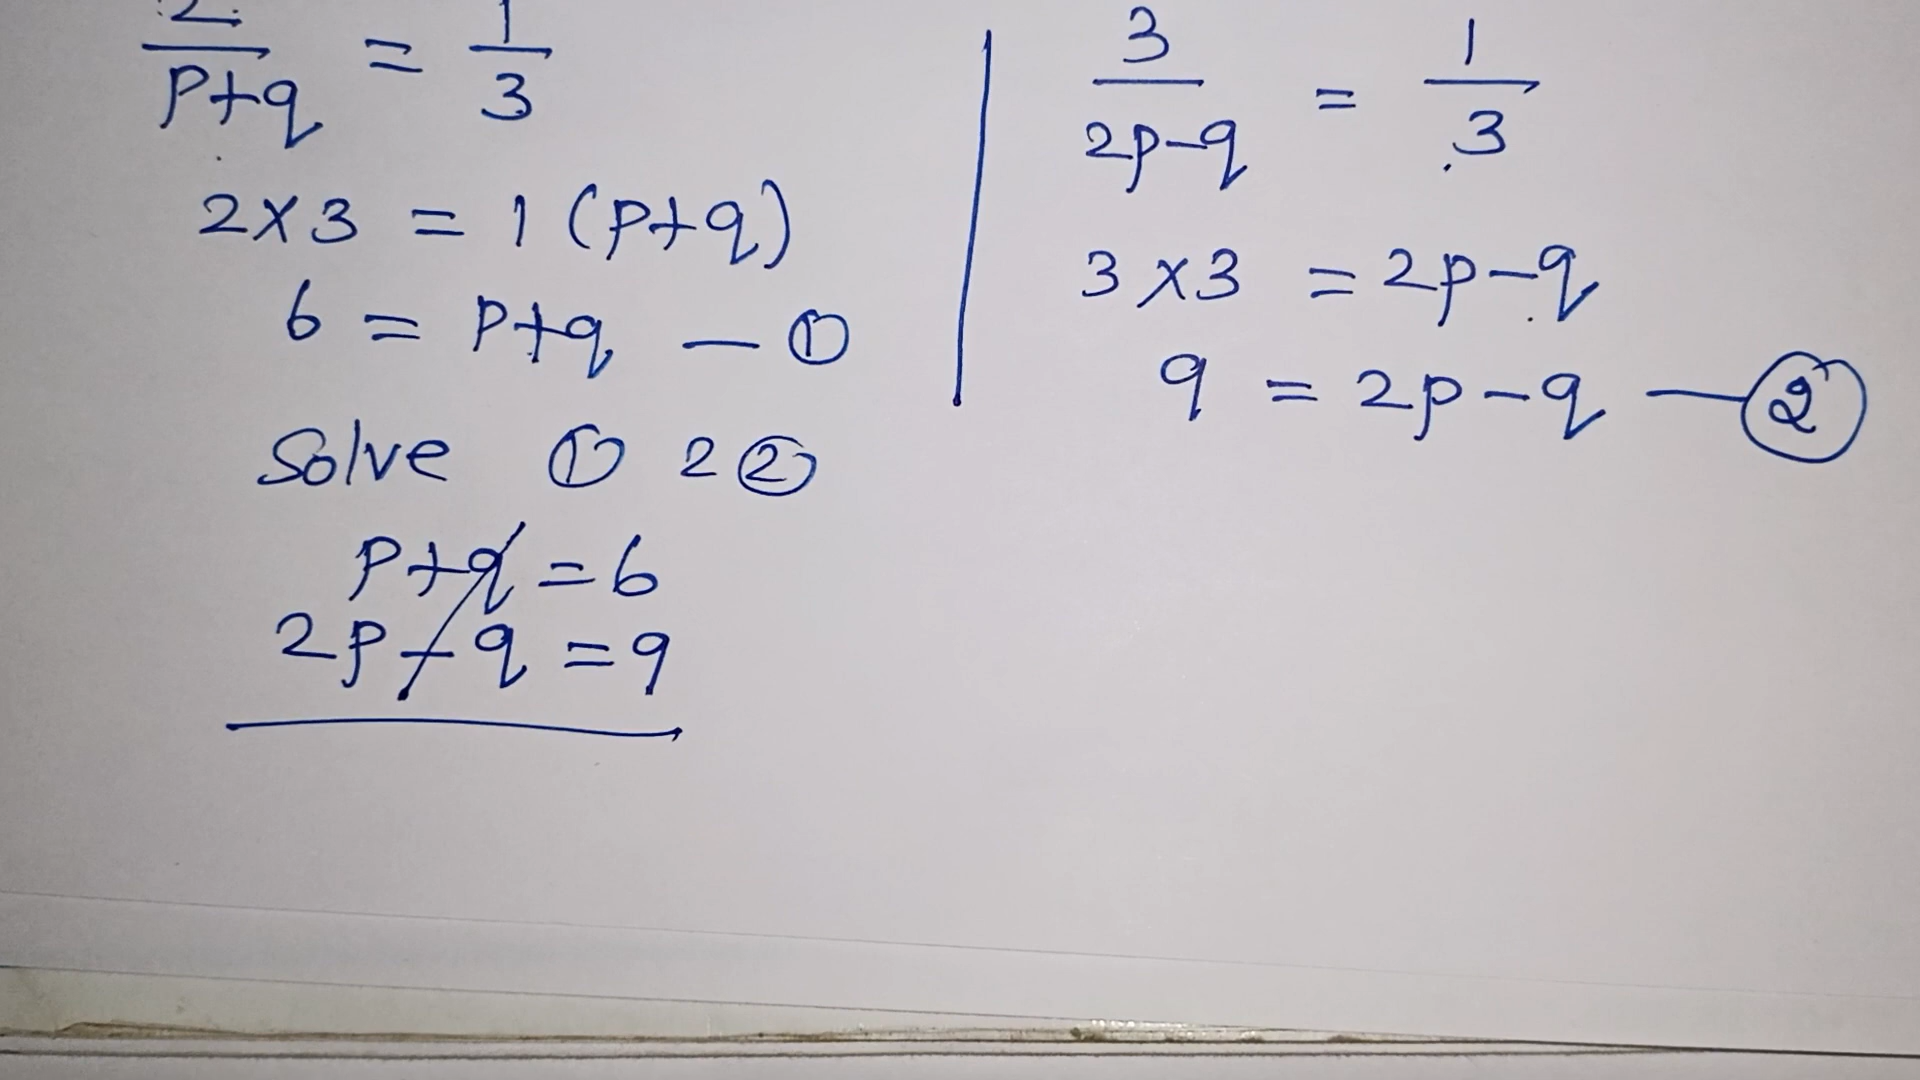 2/(p+q) = 1/3
2×3 = 1(p+q)
6 = p+q — ①
Solve ① 2 ②
p+q = 6
2p-q = 9
3/(2p-q) = 1/3
3×3 = 2p-q
9 = 2p-q — ②